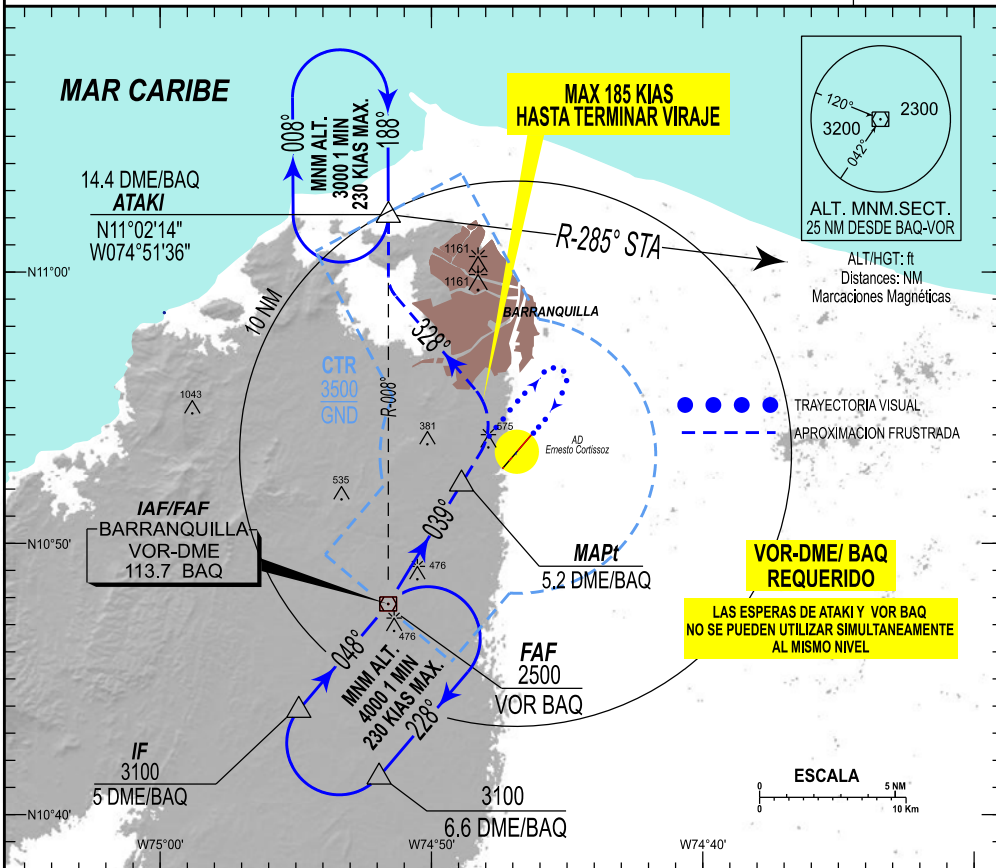 MAR CARIBE
008°
MNM ALT.
3000 1 MIN
230 KIAS MAX.
188°
MAX 185 KIAS
HASTA TERMINAR VIRAJE
120°
2300
3200
042°
ALT. MNM.SECT.
25 NM DESDE BAQ-VOR
ALT/HGT: ft
Distances: NM
Marcaciones Magnéticas
14.4 DME/BAQ
ATAKI
N11°02'14"
W074°51'36"
R-285° STA
N11°00'
1161
1161
BARRANQUILLA
10 NM
328°
CTR
3500
GND
R-008°
1043
381
575
535
AD
Ernesto Cortissoz
TRAYECTORIA VISUAL
APROXIMACION FRUSTRADA
IAF/FAF
BARRANQUILLA
VOR-DME
113.7 BAQ
039°
N10°50'
MAPt
5.2 DME/BAQ
476
476
VOR-DME/ BAQ
REQUERIDO
LAS ESPERAS DE ATAKI Y VOR BAQ
NO SE PUEDEN UTILIZAR SIMULTANEAMENTE
AL MISMO NIVEL
048°
MNM ALT.
4000 1 MIN
230 KIAS MAX.
228°
FAF
2500
VOR BAQ
IF
3100
5 DME/BAQ
3100
6.6 DME/BAQ
ESCALA
0 5 NM
0 10 Km
N10°40'
W75°00'
W74°50'
W74°40'